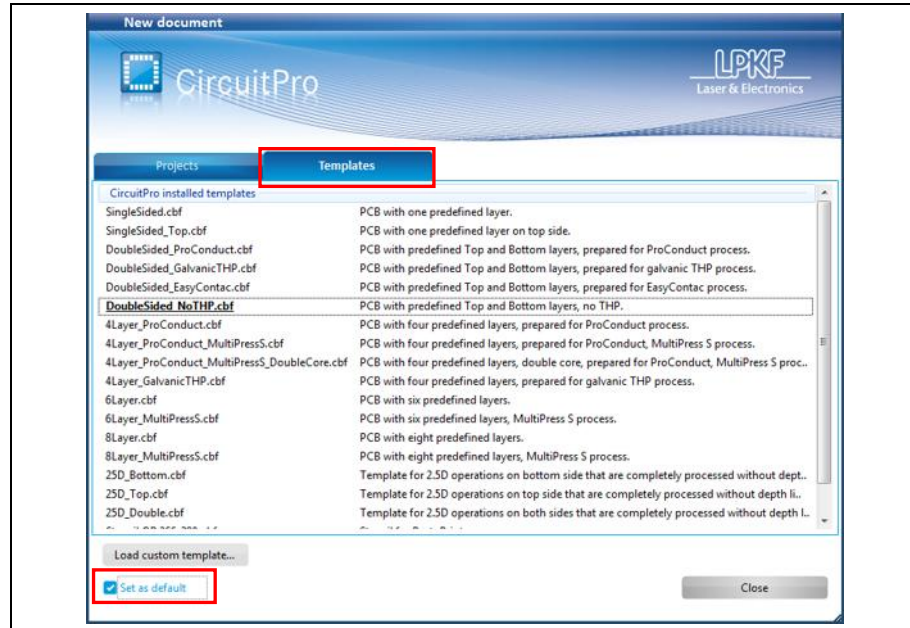 New document
CircuitPro
LPKF
Laser & Electronics
Projects
Templates
CircuitPro installed templates
SingleSided.cbf PCB with one predefined layer.
SingleSided_Top.cbf PCB with one predefined layer on top side.
DoubleSided_ProConduct.cbf PCB with predefined Top and Bottom layers, prepared for ProConduct process.
DoubleSided_GalvanicTHP.cbf PCB with predefined Top and Bottom layers, prepared for galvanic THP process.
DoubleSided_EasyContac.cbf PCB with predefined Top and Bottom layers, prepared for EasyContac process.
DoubleSided_NoTHP.cbf PCB with predefined Top and Bottom layers, no THP.
4Layer_ProConduct.cbf PCB with four predefined layers, prepared for ProConduct process.
4Layer_ProConduct_MultiPressS.cbf PCB with four predefined layers, prepared for ProConduct, MultiPress S process.
4Layer_ProConduct_MultiPressS_DoubleCore.cbf PCB with four predefined layers, double core, prepared for ProConduct, MultiPress S proc..
4Layer_GalvanicTHP.cbf PCB with four predefined layers, prepared for galvanic THP process.
6Layer.cbf PCB with six predefined layers.
6Layer_MultiPressS.cbf PCB with six predefined layers, MultiPress S process.
8Layer.cbf PCB with eight predefined layers.
8Layer_MultiPressS.cbf PCB with eight predefined layers, MultiPress S process.
25D_Bottom.cbf Template for 2.5D operations on bottom side that are completely processed without dept..
25D_Top.cbf Template for 2.5D operations on top side that are completely processed without depth li..
25D_Double.cbf Template for 2.5D operations on both sides that are completely processed without depth l..
Load custom template...
Set as default
Close